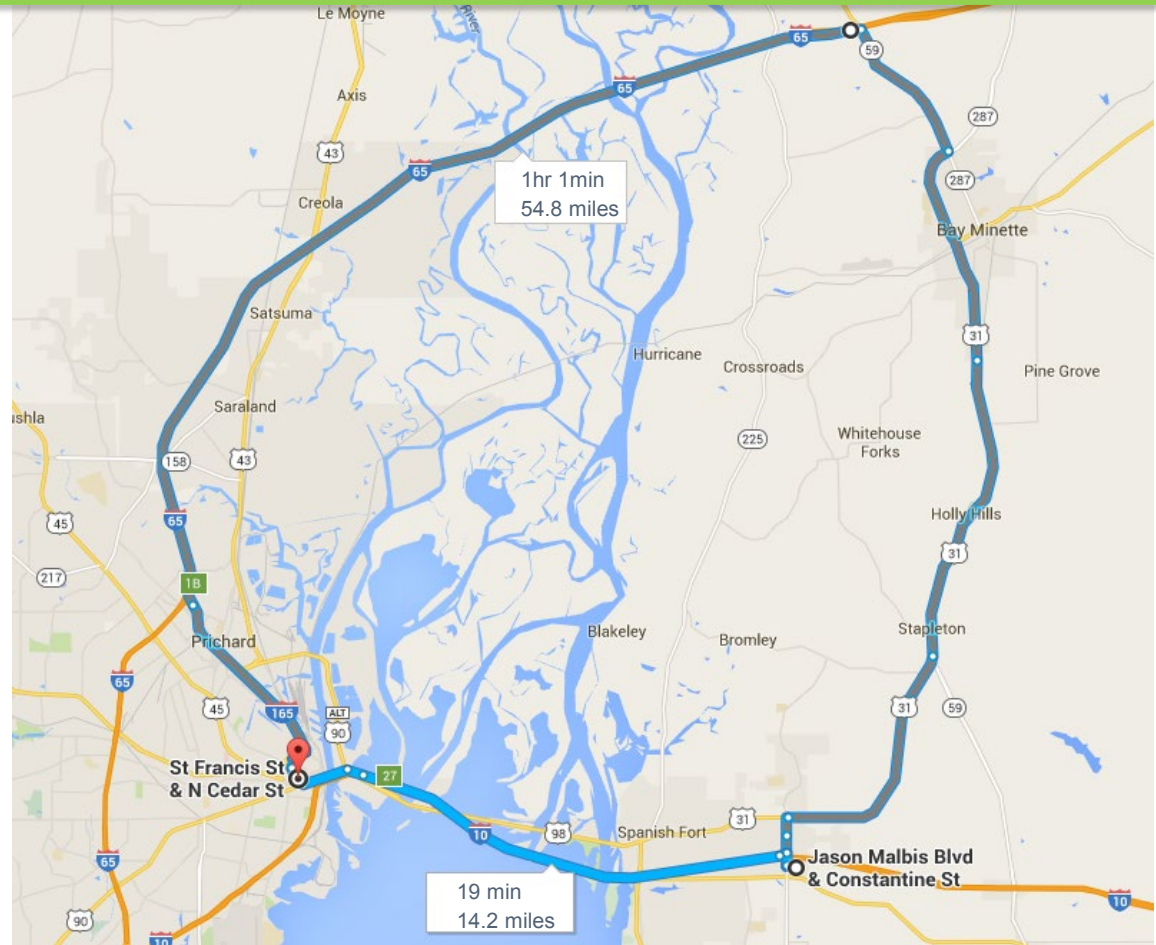 Le Moyne
River
65
59
65
Axis
287
43
65
1hr 1min
54.8 miles
287
Creola
Bay Minette
Satsuma
31
Hurricane
Crossroads
Pine Grove
Saraland
ushla
225
Whitehouse
Forks
158
43
Holly Hills
65
45
31
217
1B
Blakeley
Bromley
Stapleton
Prichard
65
45
165
ALT
90
31
59
St Francis St
& N Cedar St
27
10
98
Spanish Fort
31
Jason Malbis Blvd
& Constantine St
65
10
19 min
14.2 miles
90
10